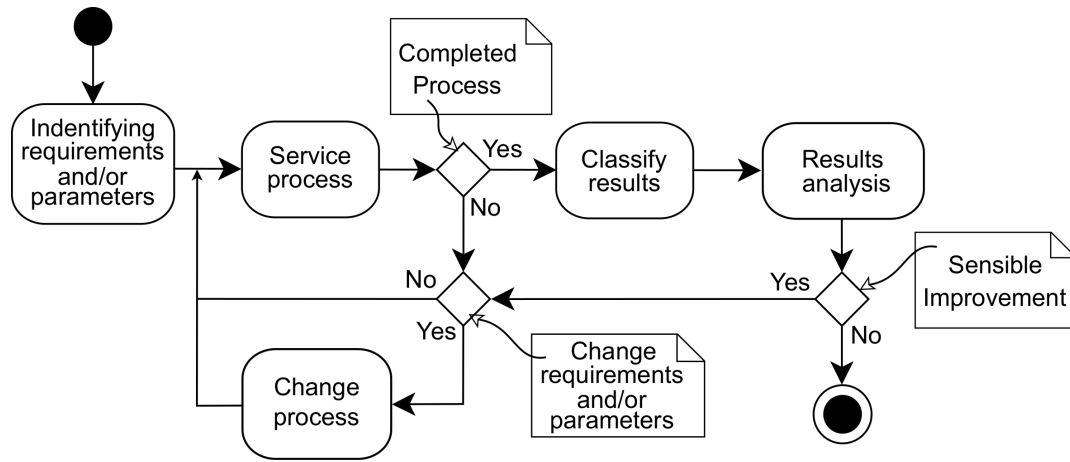 Completed
Process
Indentifying
requirements
and/or
parameters
Service
process
Yes
Classify
results
Results
analysis
No
No
Yes
Sensible
Improvement
Yes
No
Change
requirements
and/or
parameters
Change
process